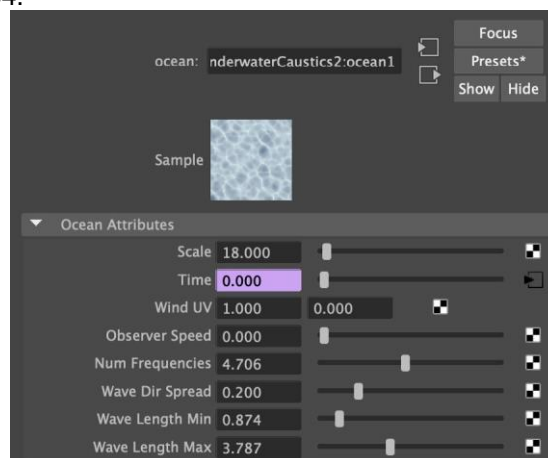 Focus
ocean: nderwaterCaustics2:ocean1
Presets*
Show Hide
Sample
Ocean Attributes
Scale 18.000
Time 0.000
Wind UV 1.000 0.000
Observer Speed 0.000
Num Frequencies 4.706
Wave Dir Spread 0.200
Wave Length Min 0.874
Wave Length Max 3.787